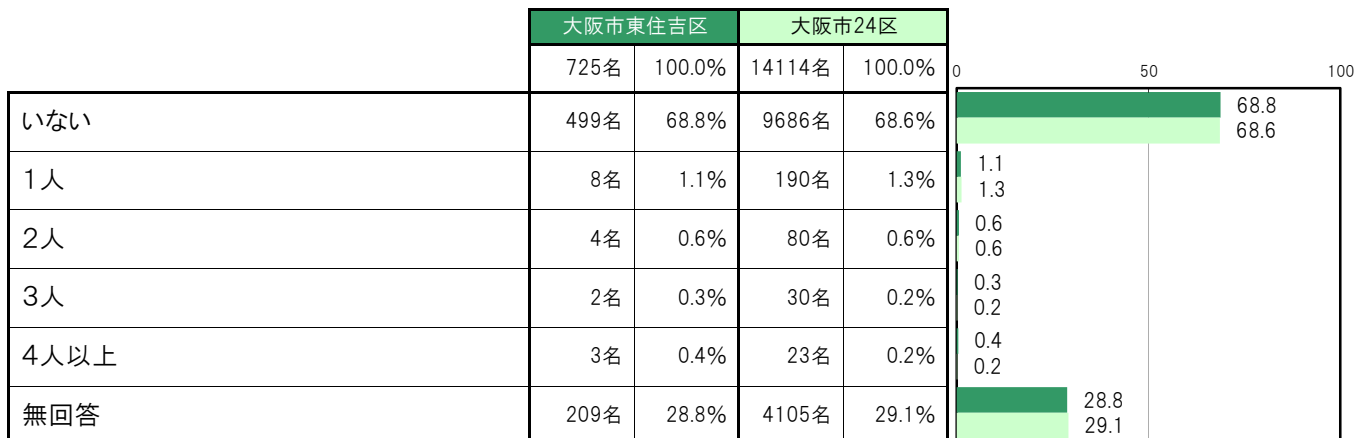 大阪市東住吉区 大阪市24区
725名 100.0% 14114名 100.0% 0 50 100
いない 499名 68.8% 9686名 68.6% 68.8
68.6
1人 8名 1.1% 190名 1.3% 1.1
1.3
2人 4名 0.6% 80名 0.6% 0.6
0.6
3人 2名 0.3% 30名 0.2% 0.3
0.2
4人以上 3名 0.4% 23名 0.2% 0.4
0.2
無回答 209名 28.8% 4105名 29.1% 28.8
29.1